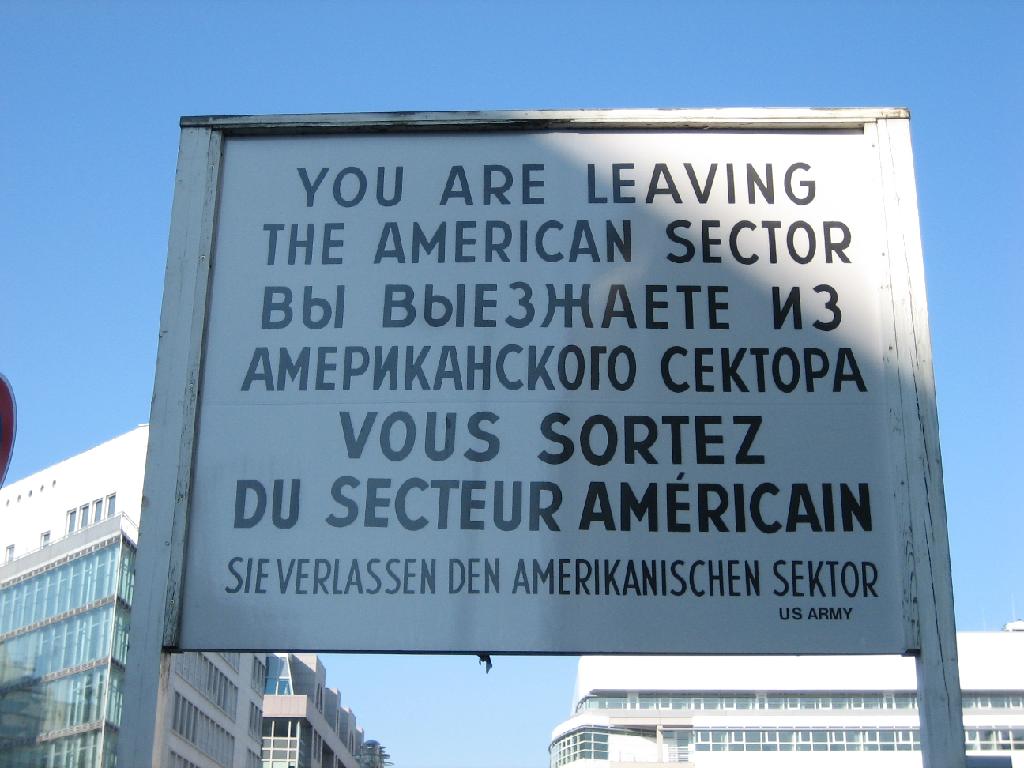 YOU ARE LEAVING
THE AMERICAN SECTOR
ВЫ ВЫЕЗЖАЕТЕ ИЗ
АМЕРИКАНСКОГО СЕКТОРА
VOUS SORTEZ
DU SECTEUR AMÉRICAIN
SIE VERLASSEN DEN AMERIKANISCHEN SEKTOR
US ARMY